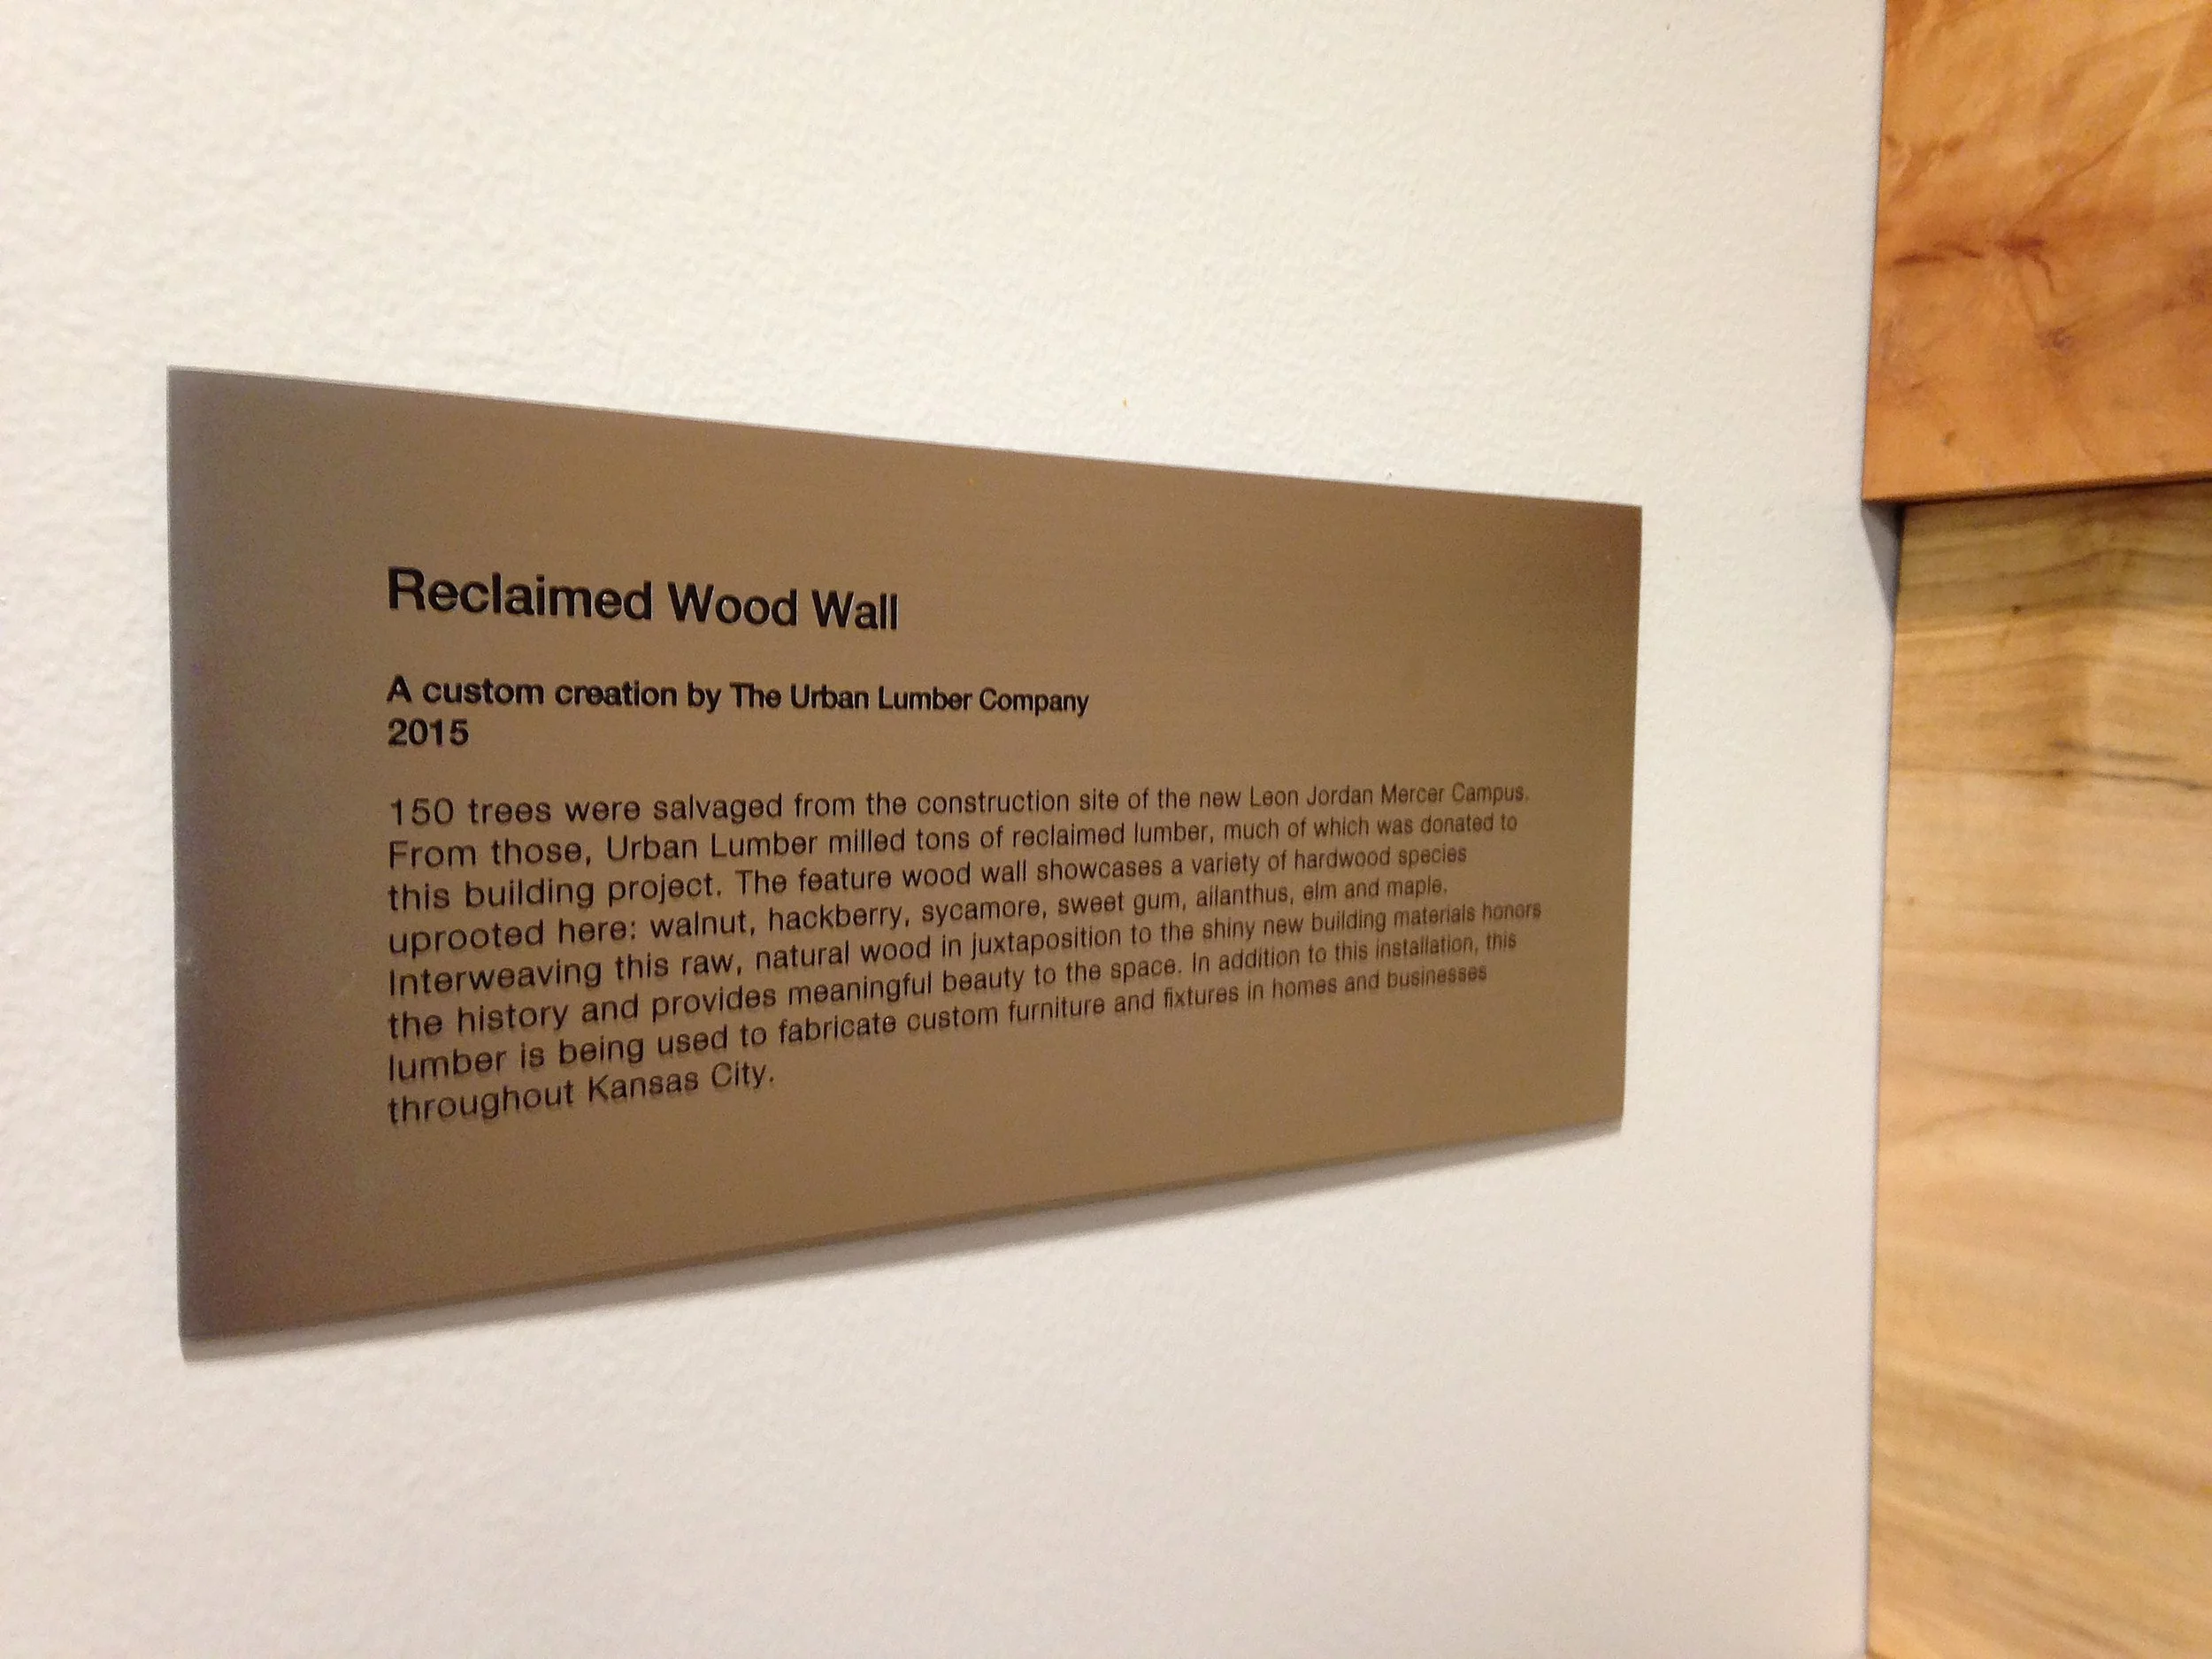 Reclaimed Wood Wall
A custom creation by The Urban Lumber Company
2015
150 trees were salvaged from the construction site of the new Leon Jordan Mercer Campus.
From those, Urban Lumber milled tons of reclaimed lumber, much of which was donated to
this building project. The feature wood wall showcases a variety of hardwood species
uprooted here: walnut, hackberry, sycamore, sweet gum, ailanthus, elm and maple.
Interweaving this raw, natural wood in juxtaposition to the shiny new building materials honors
the history and provides meaningful beauty to the space. In addition to this installation, this
lumber is being used to fabricate custom furniture and fixtures in homes and businesses
throughout Kansas City.